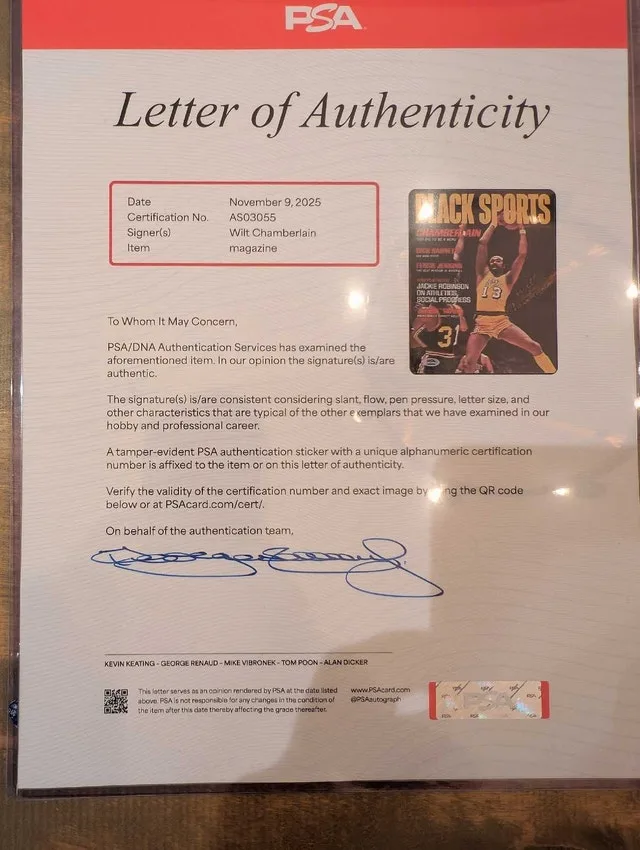 PSA
Letter of Authenticity
Date November 9, 2025
Certification No. AS03055
Signer(s) Wilt Chamberlain
Item magazine
BLACK SPORTS
CHAMBERLAIN
JACKIE ROBINSON
ON ATHLETES,
SOCIAL PROGRESS
13
3
To Whom It May Concern,
PSA/DNA Authentication Services has examined the
aforementioned item. In our opinion the signature(s) is/are
authentic.
The signature(s) is/are consistent considering slant, flow, pen pressure, letter size, and
other characteristics that are typical of the other exemplars that we have examined in our
hobby and professional career.
A tamper-evident PSA authentication sticker with a unique alphanumeric certification
number is affixed to the item or on this letter of authenticity.
Verify the validity of the certification number and exact image by the QR code
below or at PSAcard.com/cert/.
On behalf of the authentication team,
KEVIN KEATING - GEORGE RENAUD - MIKE VIBRONEK - TOM POON - ALAN DICKER
This letter serves as an opinion rendered by PSA at the date listed
above. PSA is not responsible for any changes in the condition of
the item after this date thereby affecting the grade thereafter.
www.PSAcard.com
@PSAautograph
PSA